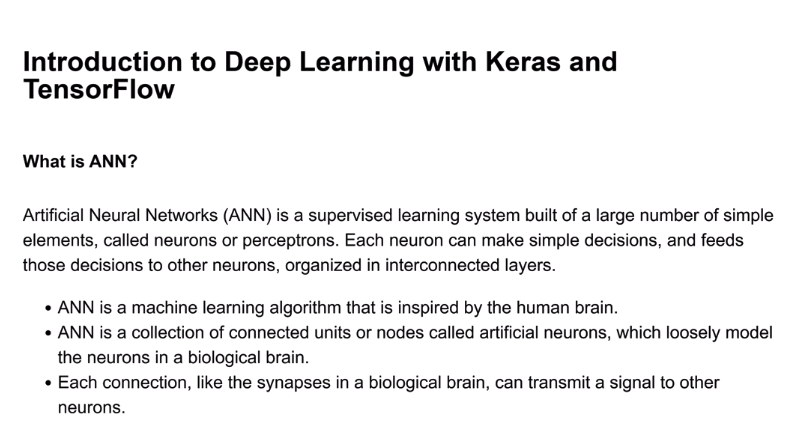 Introduction to Deep Learning with Keras and
TensorFlow
What is ANN?
Artificial Neural Networks (ANN) is a supervised learning system built of a large number of simple
elements, called neurons or perceptrons. Each neuron can make simple decisions, and feeds
those decisions to other neurons, organized in interconnected layers.
• ANN is a machine learning algorithm that is inspired by the human brain.
• ANN is a collection of connected units or nodes called artificial neurons, which loosely model
the neurons in a biological brain.
• Each connection, like the synapses in a biological brain, can transmit a signal to other
neurons.